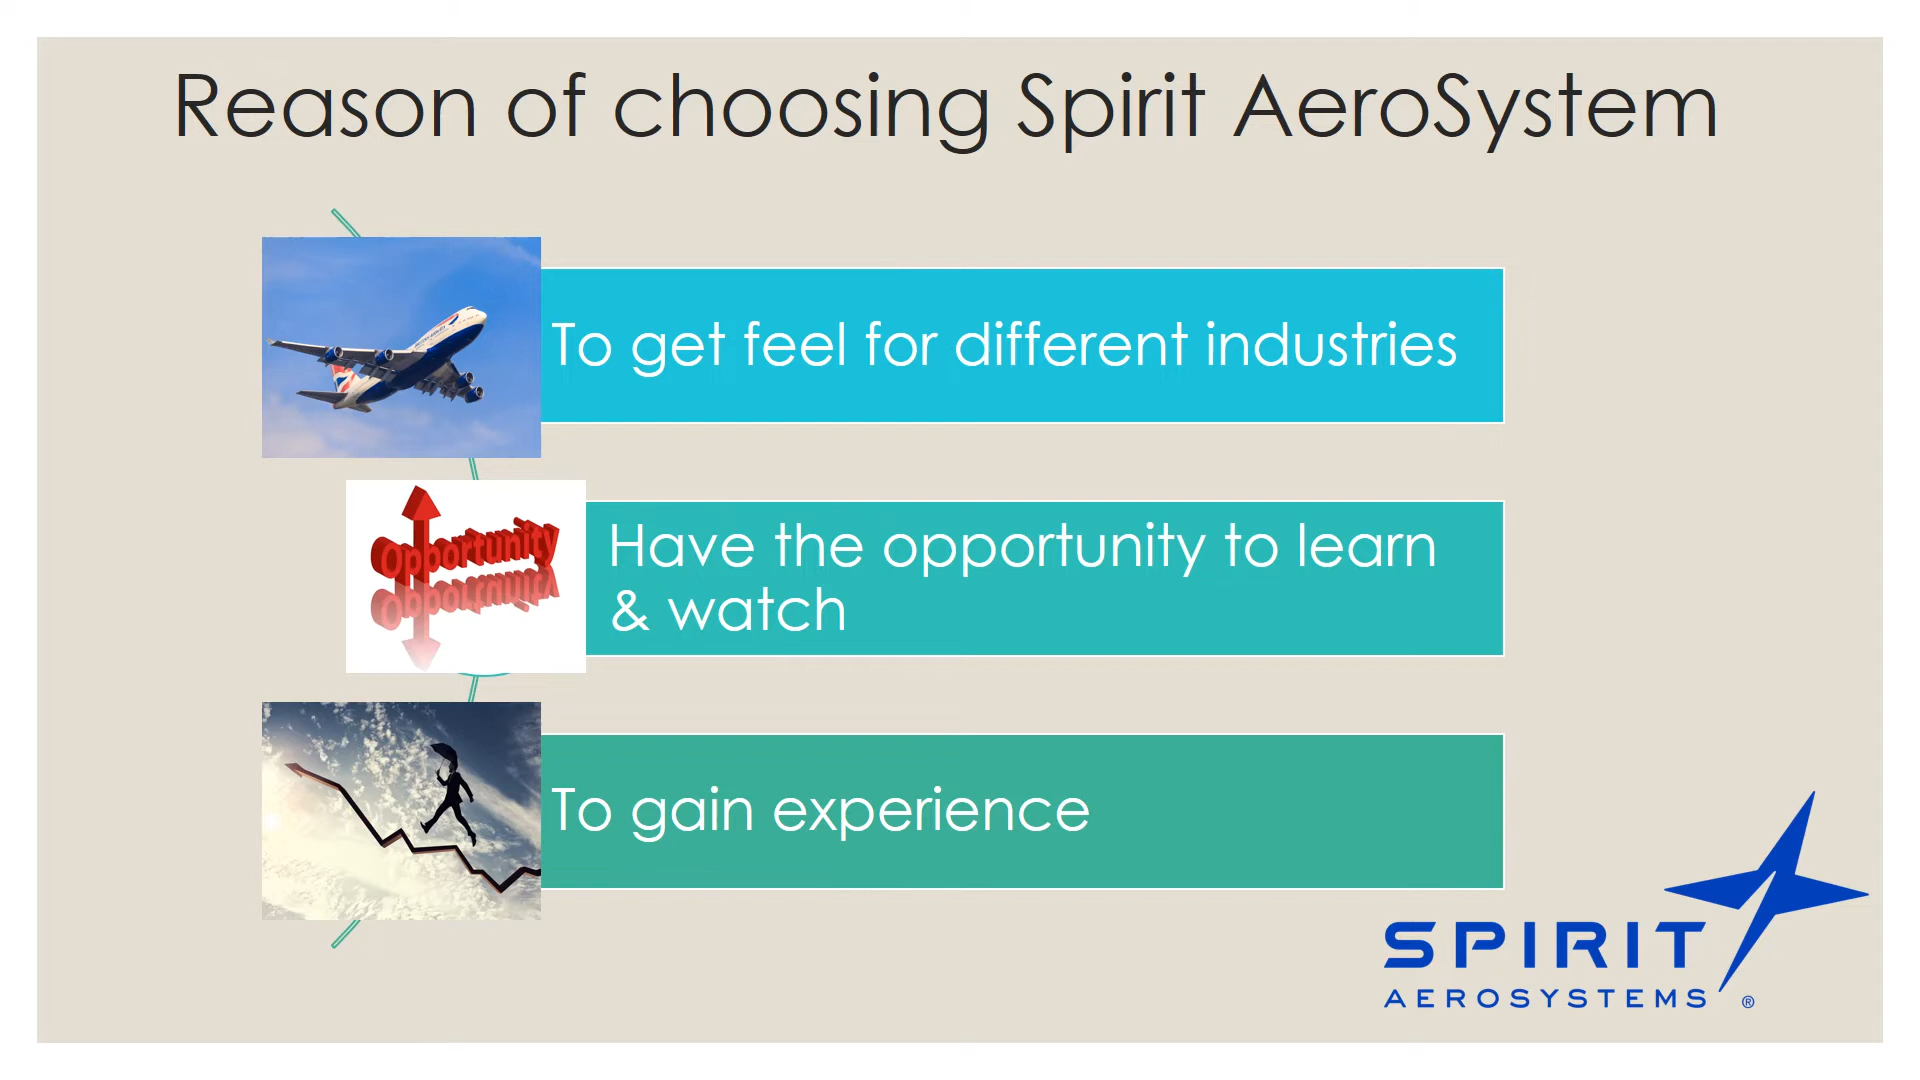 Reason of choosing Spirit AeroSystem
To get feel for different industries
Opportunity
Have the opportunity to learn
& watch
To gain experience
SPIRIT
AEROSYSTEMS ®